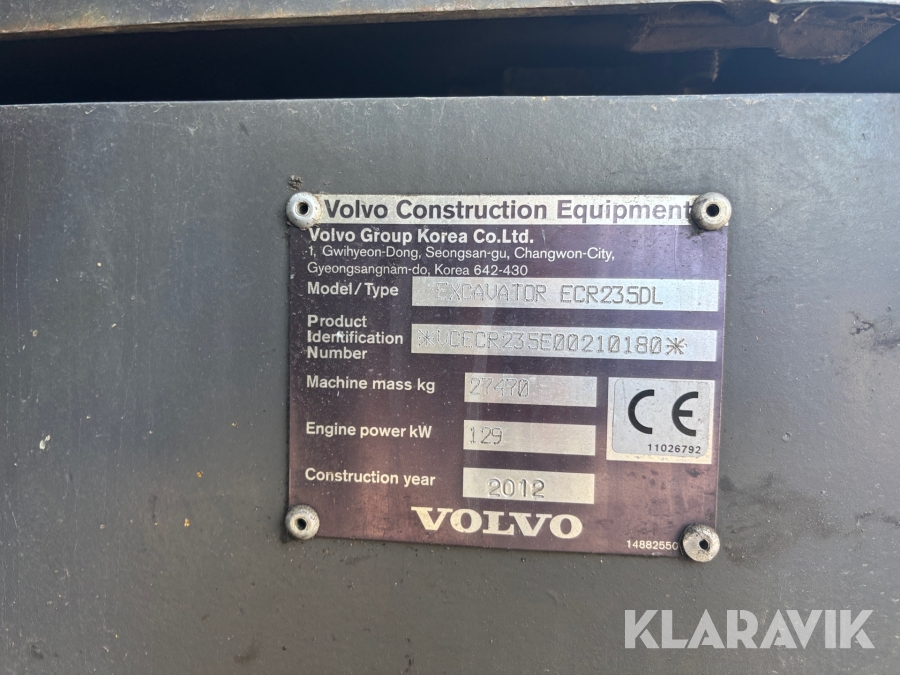 Volvo Construction Equipment
Volvo Group Korea Co.Ltd.
1, Gwihyeon-Dong, Seongsan-gu, Changwon-City,
Gyeongsangnam-do, Korea 642-430
Model/Type EXCAVATOR ECR235DL
Product
Identification
Number
*VCECR235E00210180*
Machine mass kg 27470
CE
11026792
Engine power kW 129
Construction year 2012
VOLVO
14882550
KLARAVIK